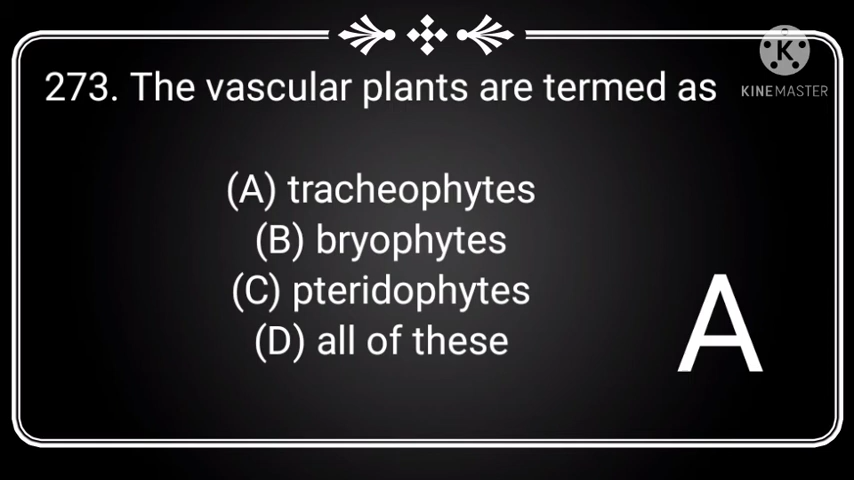 273. The vascular plants are termed as
K
KINEMASTER
(A) tracheophytes
(B) bryophytes
(C) pteridophytes
(D) all of these
A